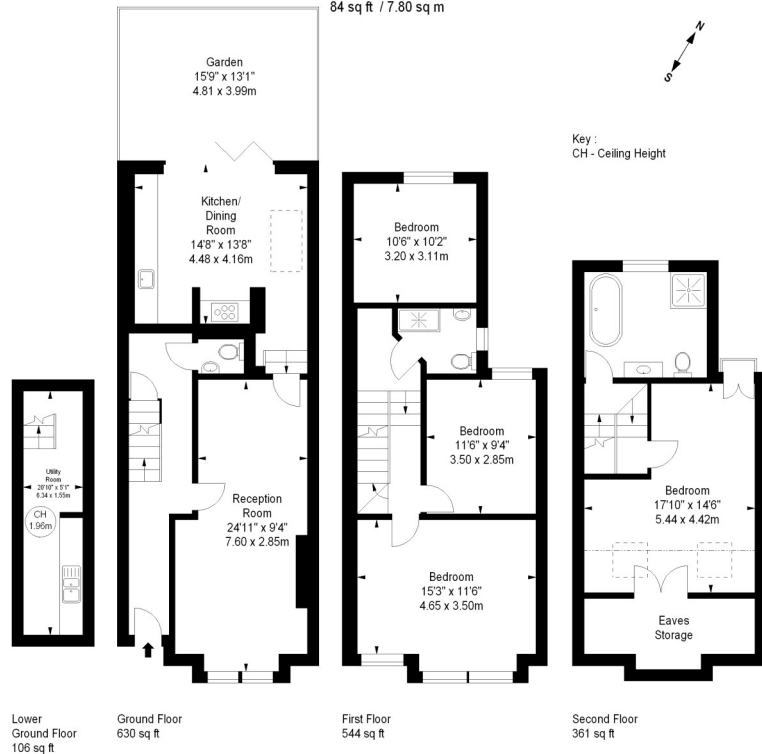 84 sq ft / 7.80 sq m
N
S
Key :
CH - Ceiling Height
Garden
15'9" x 13'1"
4.81 x 3.99m
Kitchen/
Dining
Room
14'8" x 13'8"
4.48 x 4.16m
Reception
Room
24'11" x 9'4"
7.60 x 2.85m
Utility
Room
20'10" x 5'1"
6.34 x 1.55m
CH
1.96m
Bedroom
10'6" x 10'2"
3.20 x 3.11m
Bedroom
11'6" x 9'4"
3.50 x 2.85m
Bedroom
15'3" x 11'6"
4.65 x 3.50m
Bedroom
17'10" x 14'6"
5.44 x 4.42m
Eaves
Storage
Lower
Ground Floor
106 sq ft
Ground Floor
630 sq ft
First Floor
544 sq ft
Second Floor
361 sq ft